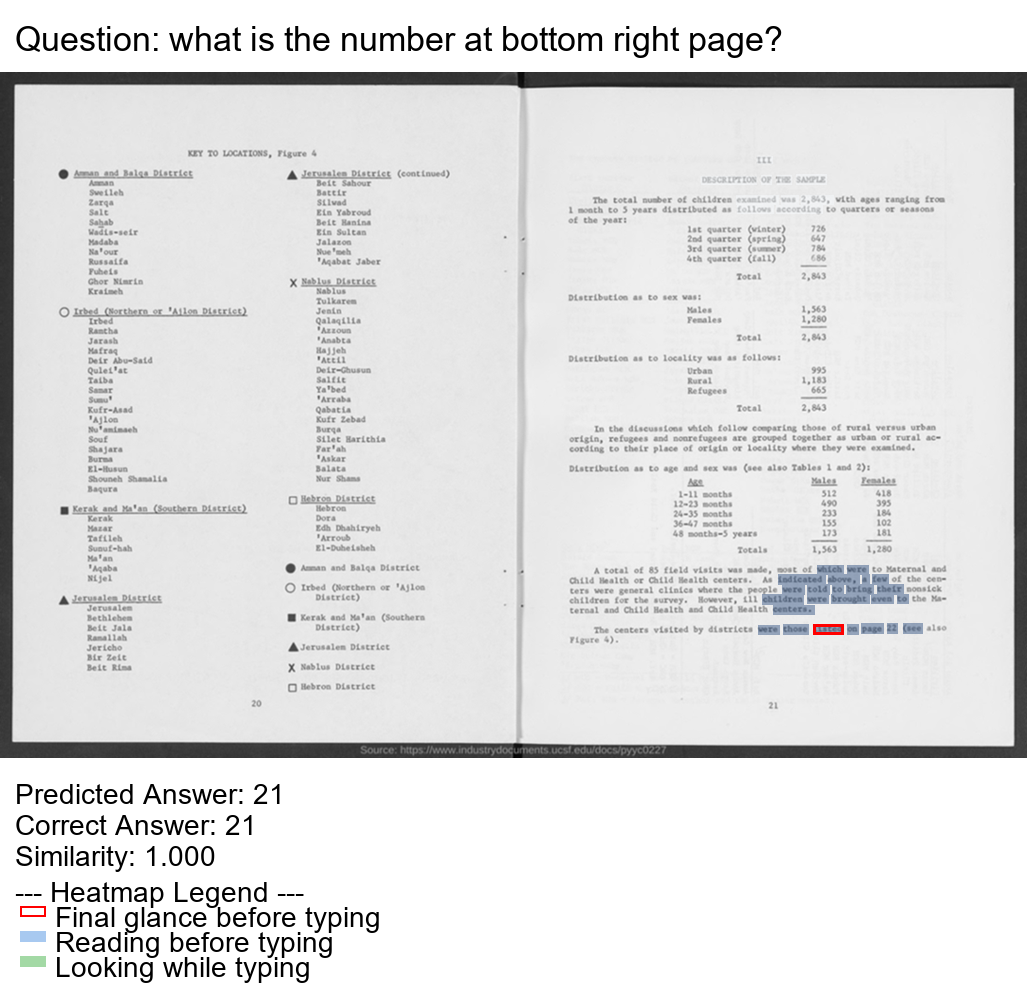 Question: what is the number at bottom right page?
KEY TO LOCATIONS, Figure 4
Amman and Balqa District
Amman
Sweileh
Zarqa
Salt
Sahab
Wadis-seir
Madaba
Na'our
Russaifa
Fuheis
Ghor Nimrin
Kraimeh
Irbed (Northern or 'Ajlon District)
Irbed
Ramtha
Jarash
Mafraq
Deir Abu-Said
Qulei'at
Taiba
Samar
Sumu'
Kufr-Asad
'Ajlon
Nu'amimaeh
Souf
Shajara
Burma
El-Husun
Shouneh Shamalia
Baqura
Kerak and Ma'an (Southern District)
Kerak
Mazar
Tafileh
Sunuf-hah
Ma'an
'Aqaba
Nijel
Jerusalem District
Jerusalem
Bethlehem
Beit Jala
Ramallah
Jericho
Bir Zeit
Beit Rima
Jerusalem District (continued)
Beit Sahour
Battir
Silwad
Ein Yabroud
Beit Hanina
Ein Sultan
Jalazon
Nue'meh
'Aqabat Jaber
X Nablus District
Nablus
Tulkarem
Jenin
Qalaqilia
'Azzoun
'Anabta
Hajjeh
'Attil
Deir-Ghusun
Salfit
Ya'bed
'Arraba
Qabatia
Kufr Zebad
Burqa
Silet Harithia
Far'ah
'Askar
Balata
Nur Shams
Hebron District
Hebron
Dora
Edh Dhahiryeh
'Arroub
El-Duheisheh
Amman and Balqa District
Irbed (Northern or 'Ajlon
District)
Kerak and Ma'an (Southern
District)
Jerusalem District
X Nablus District
Hebron District
20
III
DESCRIPTION OF THE SAMPLE
The total number of children examined was 2,843, with ages ranging from
1 month to 5 years distributed as follows according to quarters or seasons
of the year:
1st quarter (winter) 726
2nd quarter (spring) 647
3rd quarter (summer) 784
4th quarter (fall) 686
Total 2,843
Distribution as to sex was:
Males 1,563
Females 1,280
Total 2,843
Distribution as to locality was as follows:
Urban 995
Rural 1,183
Refugees 665
Total 2,843
In the discussions which follow comparing those of rural versus urban
origin, refugees and nonrefugees are grouped together as urban or rural ac-
cording to their place of origin or locality where they were examined.
Distribution as to age and sex was (see also Tables 1 and 2):
Age Males Females
1-11 months 512 418
12-23 months 490 395
24-35 months 233 184
36-47 months 155 102
48 months-5 years 173 181
Totals 1,563 1,280
A total of 85 field visits was made, most of which were to Maternal and
Child Health or Child Health centers. As indicated above, a few of the cen-
ters were general clinics where the people were told to bring their nonsick
children for the survey. However, ill children were brought even to the Ma-
ternal and Child Health and Child Health centers.
The centers visited by districts were those on page 22 (see also
Figure 4).
21
Source: https://www.industrydocuments.ucsf.edu/docs/pyyc0227
Predicted Answer: 21
Correct Answer: 21
Similarity: 1.000
--- Heatmap Legend ---
Final glance before typing
Reading before typing
Looking while typing